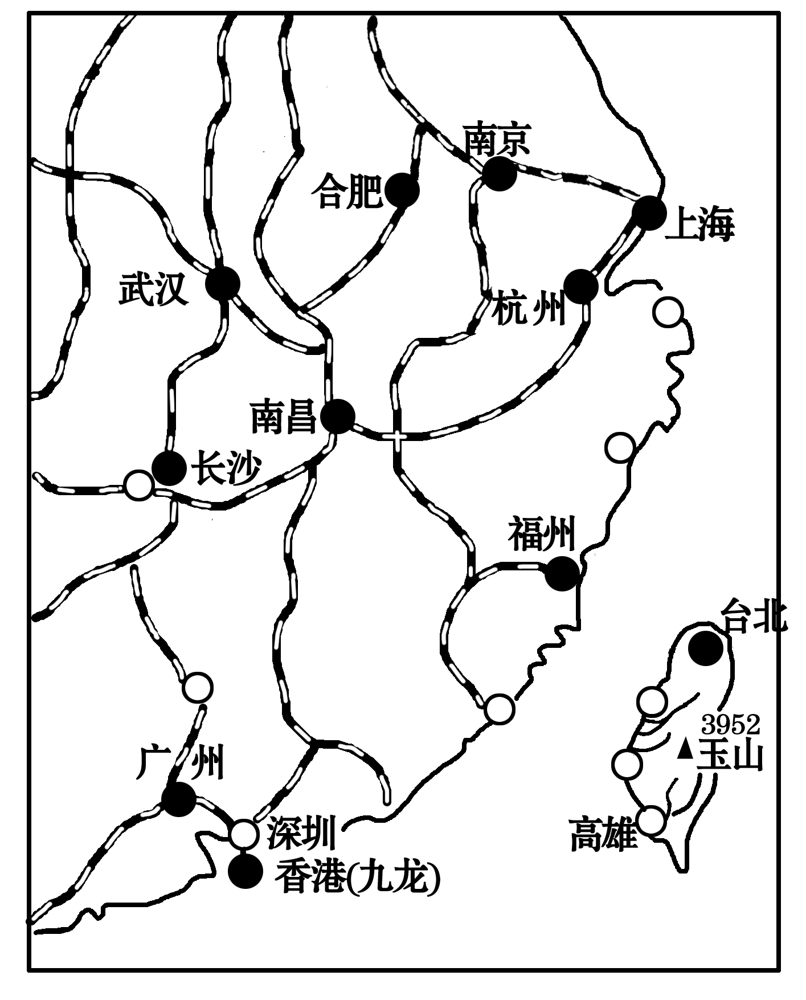 南京
合肥
上海
武汉
杭州
南昌
长沙
福州
台北
3952
玉山
广州
高雄
深圳
香港(九龙)